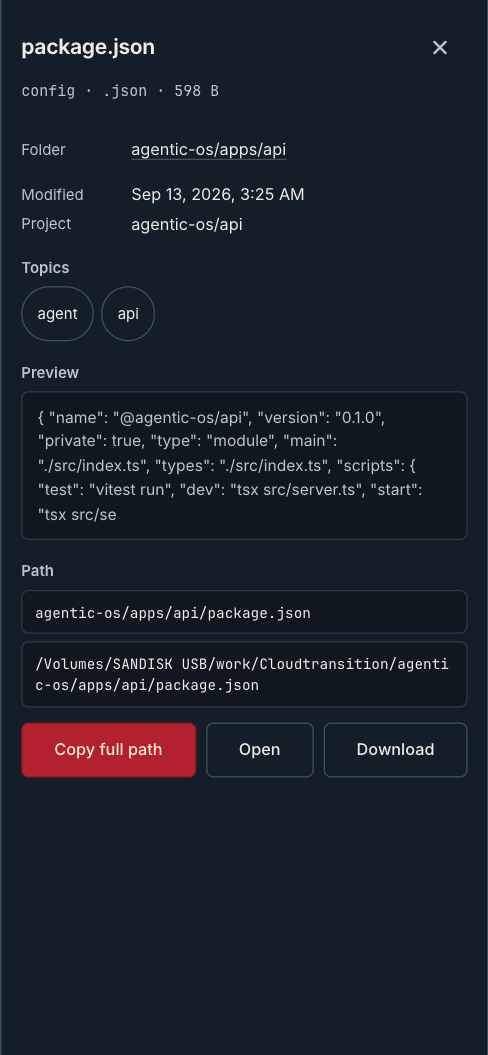 package.json
config · .json · 598 B
Folder agentic-os/apps/api
Modified Sep 13, 2026, 3:25 AM
Project agentic-os/api
Topics
agent api
Preview
{ "name": "@agentic-os/api", "version": "0.1.0",
"private": true, "type": "module", "main":
"./src/index.ts", "types": "./src/index.ts", "scripts": {
"test": "vitest run", "dev": "tsx src/server.ts", "start":
"tsx src/se
Path
agentic-os/apps/api/package.json
/Volumes/SANDISK USB/work/Cloudtransition/agenti
c-os/apps/api/package.json
Copy full path Open Download